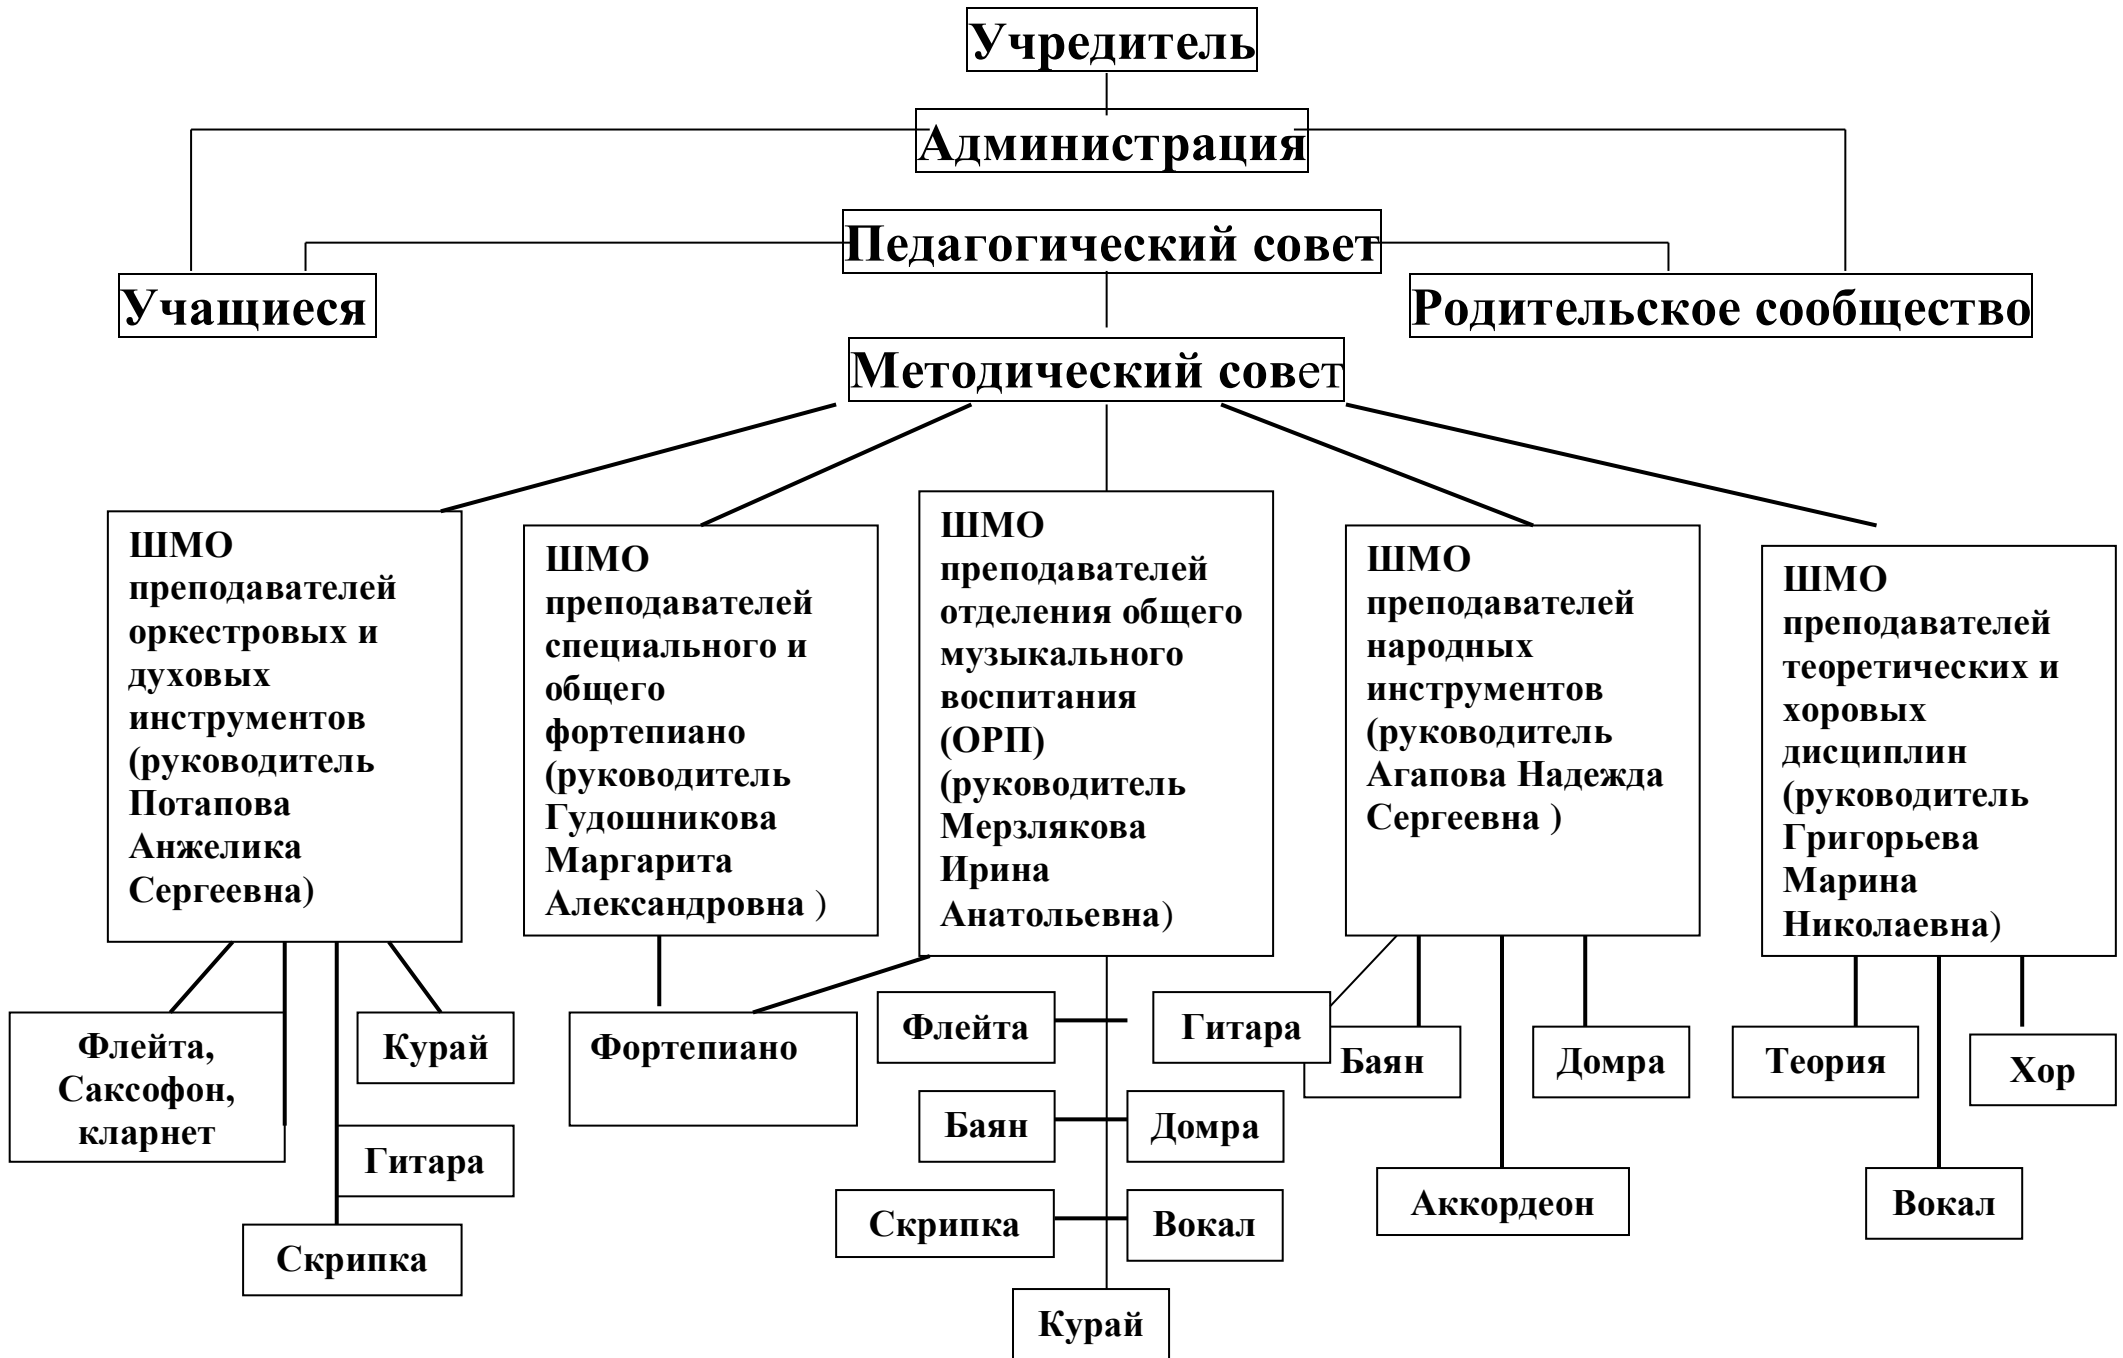 Учредитель
Администрация
Педагогический совет
Учащиеся
Родительское сообщество
Методический совет
ШМО
преподавателей
оркестровых и
духовых
инструментов
(руководитель
Потапова
Анжелика
Сергеевна)
ШМО
преподавателей
специального и
общего
фортепиано
(руководитель
Гудошникова
Маргарита
Александровна )
ШМО
преподавателей
отделения общего
музыкального
воспитания
(ОРП)
(руководитель
Мерзлякова
Ирина
Анатольевна)
ШМО
преподавателей
народных
инструментов
(руководитель
Агапова Надежда
Сергеевна )
ШМО
преподавателей
теоретических и
хоровых
дисциплин
(руководитель
Григорьева
Марина
Николаевна)
Флейта,
Саксофон,
кларнет
Курай
Гитара
Скрипка
Фортепиано
Флейта
Гитара
Баян
Домра
Скрипка
Вокал
Курай
Баян
Домра
Аккордеон
Теория
Хор
Вокал